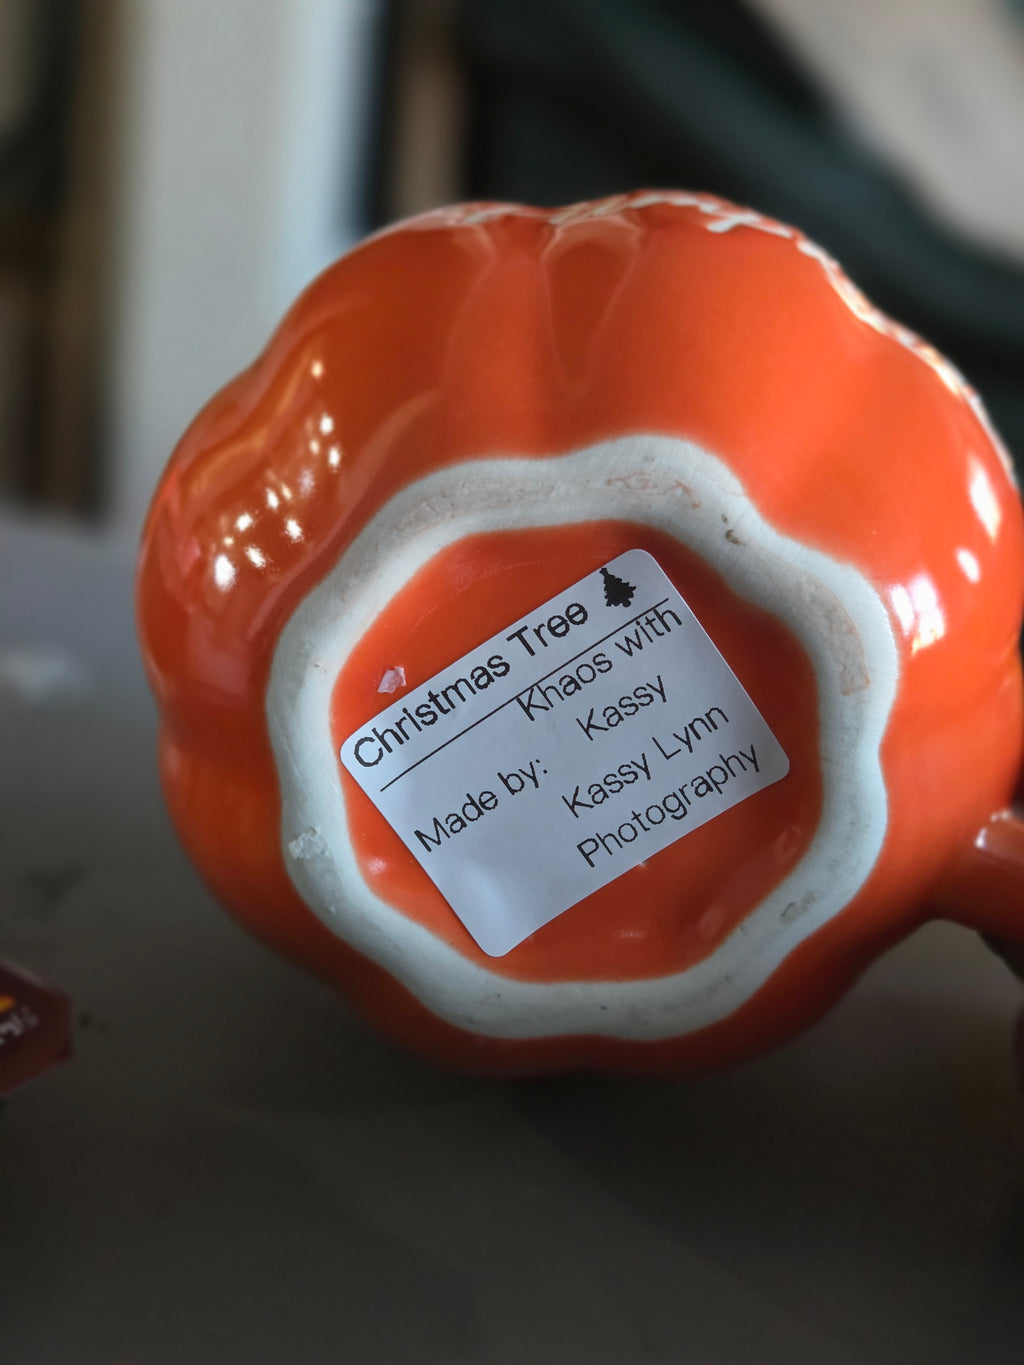 Christmas Tree
Khaos with
Kassy
Made by:
Kassy Lynn
Photography